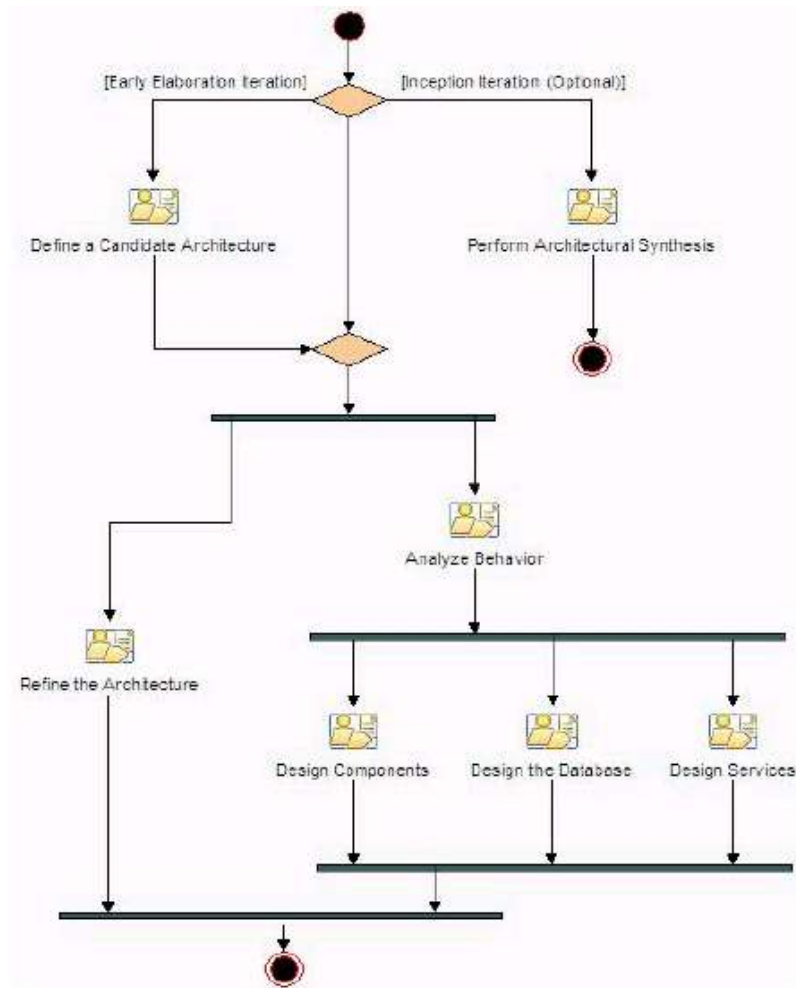 [Early Elaboration Iteration]
[Inception Iteration (Optional)]
Define a Candidate Architecture
Perform Architectural Synthesis
Analyze Behavior
Refine the Architecture
Design Components
Design the Database
Design Services